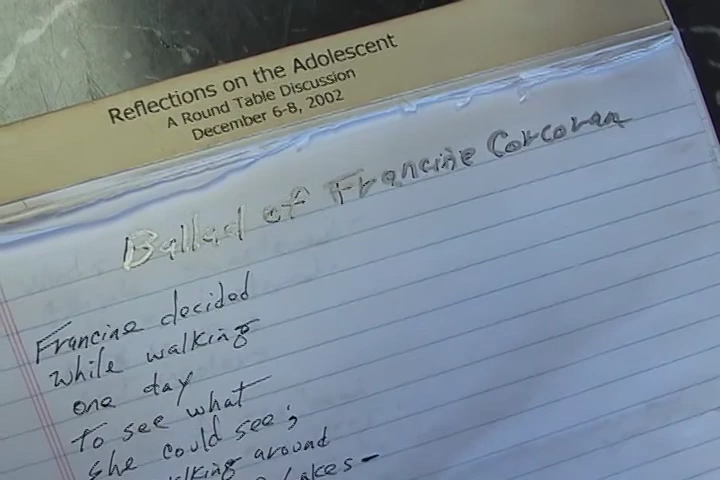 Reflections on the Adolescent
A Round Table Discussion
December 6-8, 2002
Ballad of Francine Corcoran
Francine decided
while walking
one day
to see what
she could see;
around